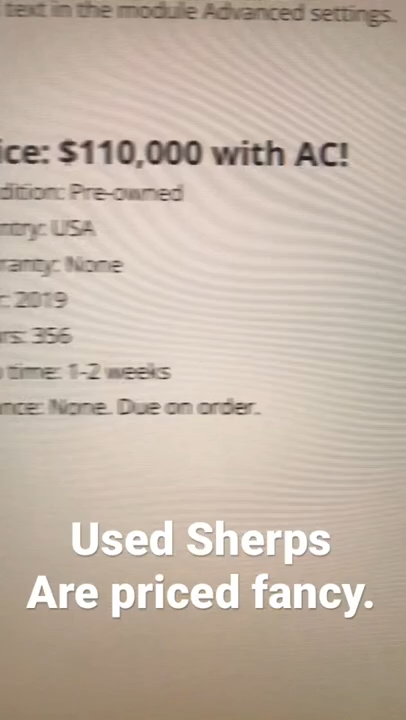 text in the module Advanced settings.
ice: $110,000 with AC!
dition: Pre-owned
ntry: USA
ranty: None
r: 2019
urs: 356
time: 1-2 weeks
nce: None. Due on order.
Used Sherps
Are priced fancy.